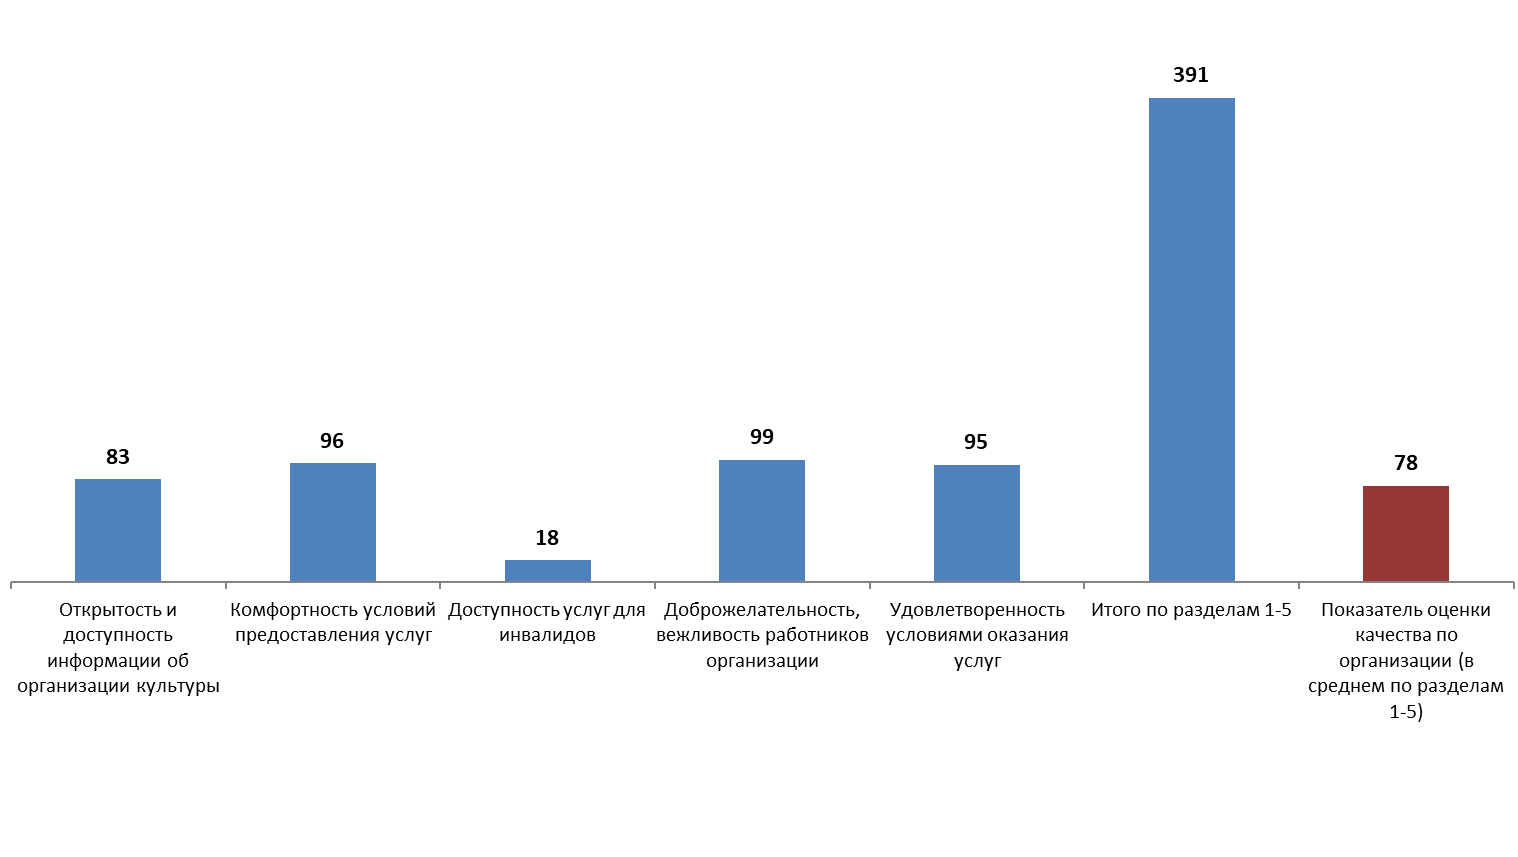 391
83
96
18
99
95
78
Открытость и
доступность
информации об
организации культуры
Комфортность условий
предоставления услуг
Доступность услуг для
инвалидов
Доброжелательность,
вежливость работников
организации
Удовлетворенность
условиями оказания
услуг
Итого по разделам 1-5
Показатель оценки
качества по
организации (в
среднем по разделам
1-5)